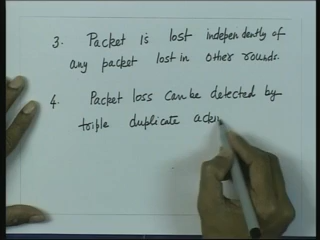 3. Packet is lost independently of
any packet lost in other rounds.
4. Packet loss can be detected by
triple duplicate ackn